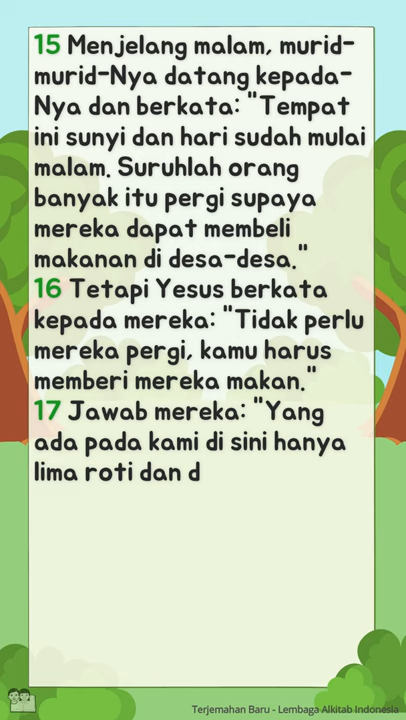 15 Menjelang malam, murid-
murid-Nya datang kepada-
Nya dan berkata: "Tempat
ini sunyi dan hari sudah mulai
malam. Suruhlah orang
banyak itu pergi supaya
mereka dapat membeli
makanan di desa-desa."
16 Tetapi Yesus berkata
kepada mereka: "Tidak perlu
mereka pergi, kamu harus
memberi mereka makan."
17 Jawab mereka: "Yang
ada pada kami di sini hanya
lima roti dan d
Terjemahan Baru - Lembaga Alkitab Indonesia